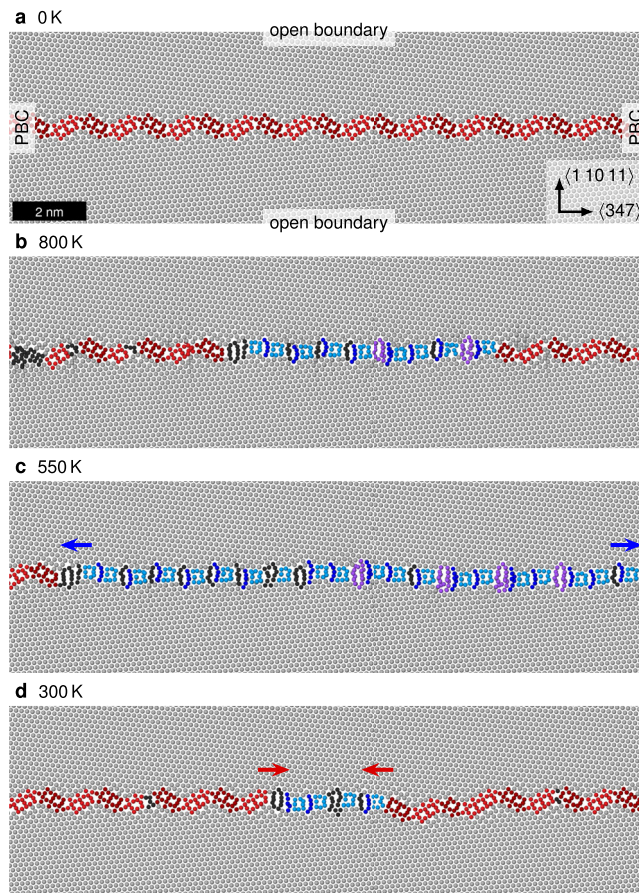 a 0 K
open boundary
PBC
PBC
⟨1 10 11⟩
⟨347⟩
2 nm
open boundary
b 800 K
c 550 K
d 300 K